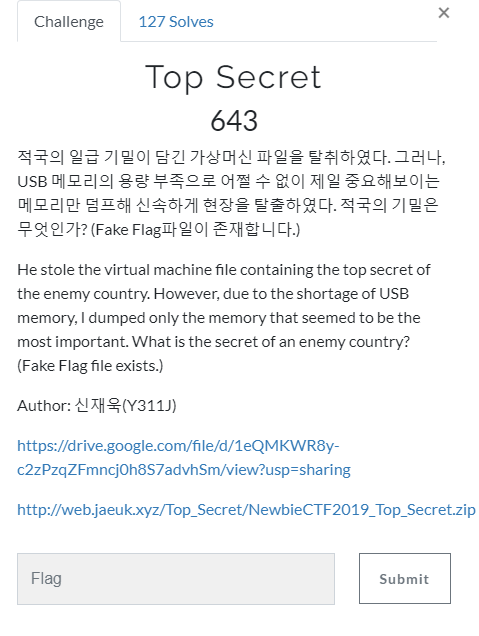 Challenge
127 Solves
×
Top Secret
643
적국의 일급 기밀이 담긴 가상머신 파일을 탈취하였다. 그러나,
USB 메모리의 용량 부족으로 어쩔 수 없이 제일 중요해보이는
메모리만 덤프해 신속하게 현장을 탈출하였다. 적국의 기밀은
무엇인가? (Fake Flag파일이 존재합니다.)
He stole the virtual machine file containing the top secret of
the enemy country. However, due to the shortage of USB
memory, I dumped only the memory that seemed to be the
most important. What is the secret of an enemy country?
(Fake Flag file exists.)
Author: 신재욱(Y311J)
https://drive.google.com/file/d/1eQMKWR8y-
c2zPzqZFmncj0h8S7advhSm/view?usp=sharing
http://web.jaeuk.xyz/Top_Secret/NewbieCTF2019_Top_Secret.zip
Flag
Submit